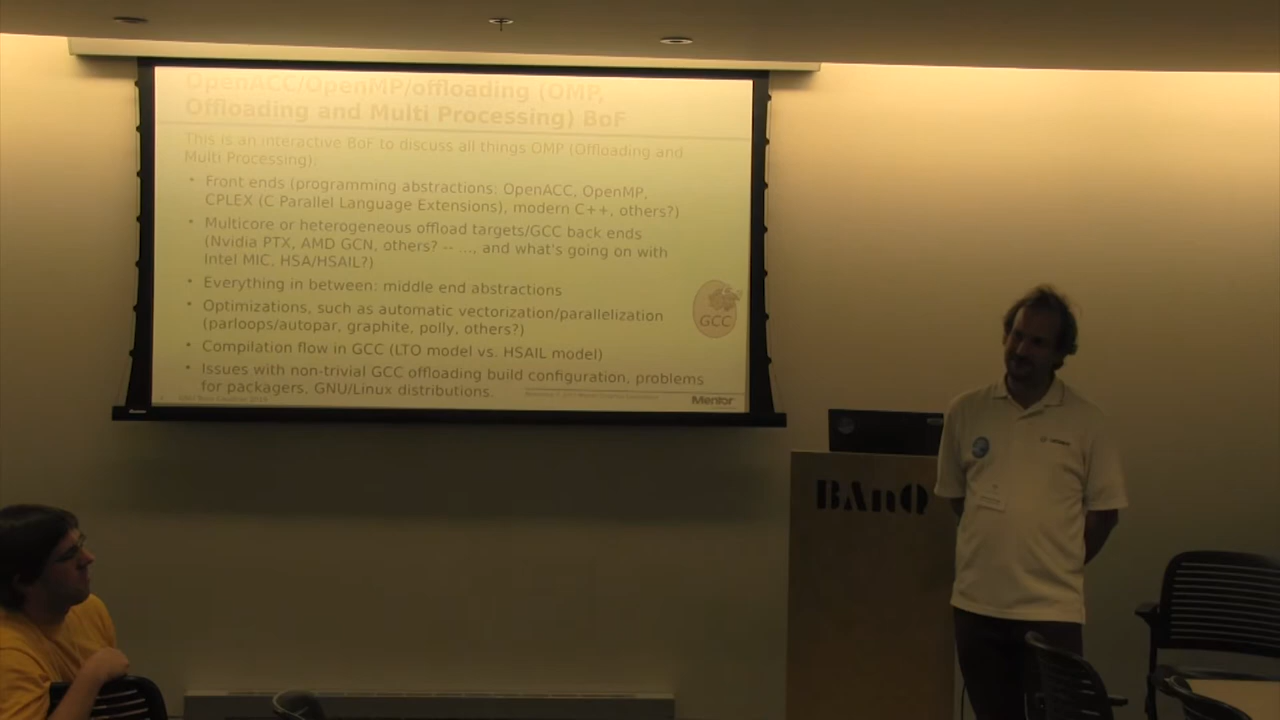 OpenACC/OpenMP/offloading (OMP,
Offloading and Multi Processing) BoF
This is an interactive BoF to discuss all things OMP (Offloading and
Multi Processing):
• Front ends (programming abstractions: OpenACC, OpenMP,
CPLEX (C Parallel Language Extensions), modern C++, others?)
• Multicore or heterogeneous offload targets/GCC back ends
(Nvidia PTX, AMD GCN, others? -- ..., and what's going on with
Intel MIC, HSA/HSAIL?)
• Everything in between: middle end abstractions
• Optimizations, such as automatic vectorization/parallelization
(parloops/autopar, graphite, polly, others?)
• Compilation flow in GCC (LTO model vs. HSAIL model)
• Issues with non-trivial GCC offloading build configuration, problems
for packagers, GNU/Linux distributions.
GCC
Mentor
BAnQ